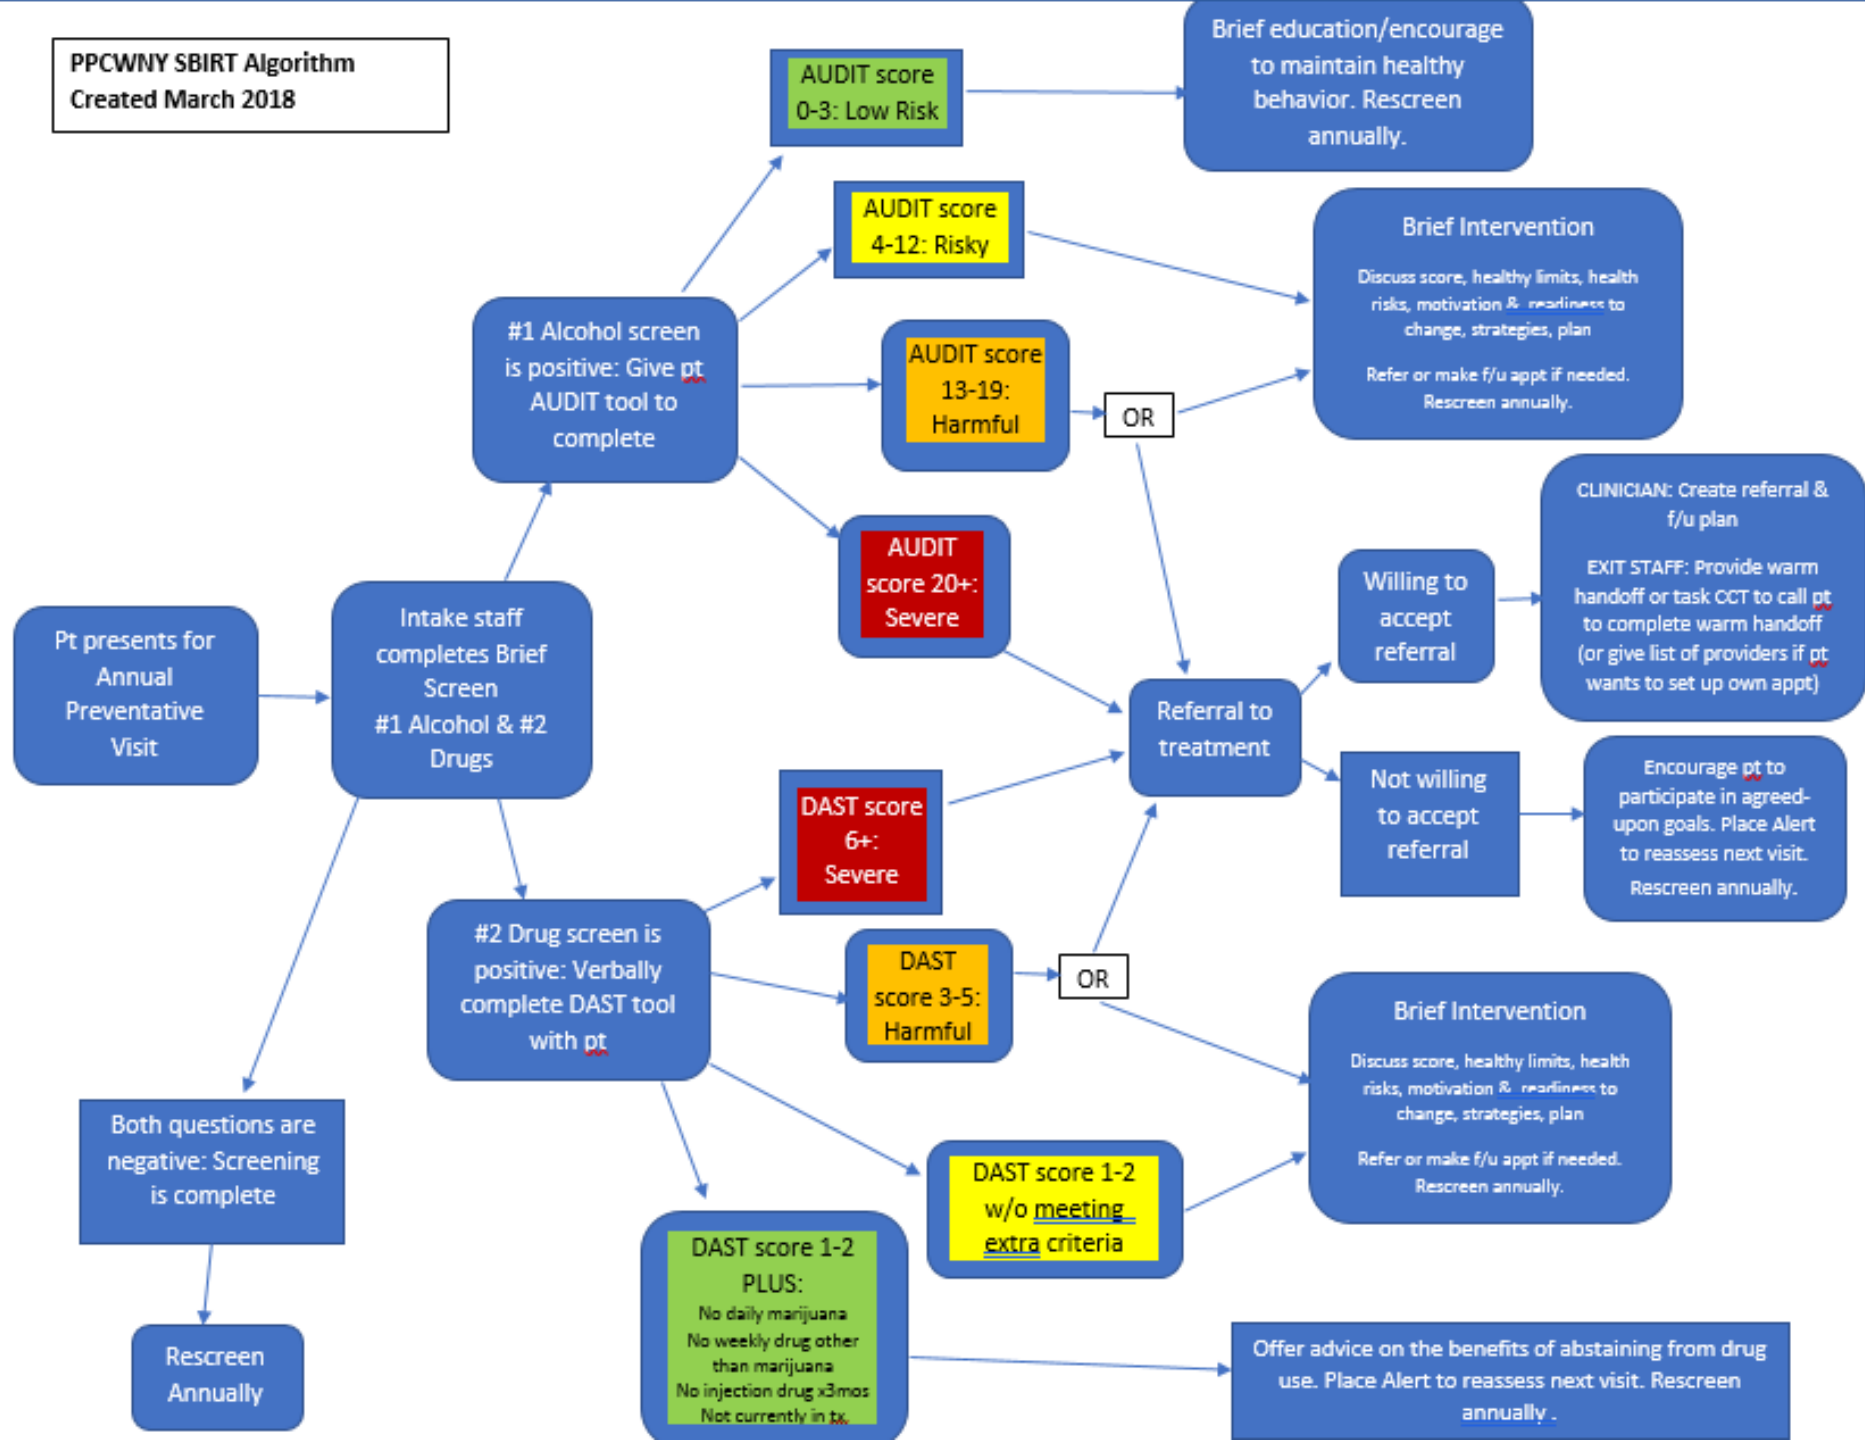 PPCWNY SBIRT Algorithm
Created March 2018
AUDIT score
0-3: Low Risk
Brief education/encourage
to maintain healthy
behavior. Rescreen
annually.
AUDIT score
4-12: Risky
Brief Intervention
Discuss score, healthy limits, health
risks, motivation & readiness to
change, strategies, plan
Refer or make f/u appt if needed.
Rescreen annually.
#1 Alcohol screen
is positive: Give pt
AUDIT tool to
complete
AUDIT score
13-19:
Harmful
OR
AUDIT
score 20+:
Severe
CLINICIAN: Create referral &
f/u plan
EXIT STAFF: Provide warm
handoff or task CCT to call pt
to complete warm handoff
(or give list of providers if pt
wants to set up own appt)
Willing to
accept
referral
Pt presents for
Annual
Preventative
Visit
Intake staff
completes Brief
Screen
#1 Alcohol & #2
Drugs
Referral to
treatment
Not willing
to accept
referral
Encourage pt to
participate in agreed-
upon goals. Place Alert
to reassess next visit.
Rescreen annually.
DAST score
6+:
Severe
#2 Drug screen is
positive: Verbally
complete DAST tool
with pt
DAST
score 3-5:
Harmful
OR
Brief Intervention
Discuss score, healthy limits, health
risks, motivation & readiness to
change, strategies, plan
Refer or make f/u appt if needed.
Rescreen annually.
Both questions are
negative: Screening
is complete
DAST score 1-2
w/o meeting
extra criteria
DAST score 1-2
PLUS:
No daily marijuana
No weekly drug other
than marijuana
No injection drug x3mos
Not currently in tx
Rescreen
Annually
Offer advice on the benefits of abstaining from drug
use. Place Alert to reassess next visit. Rescreen
annually .